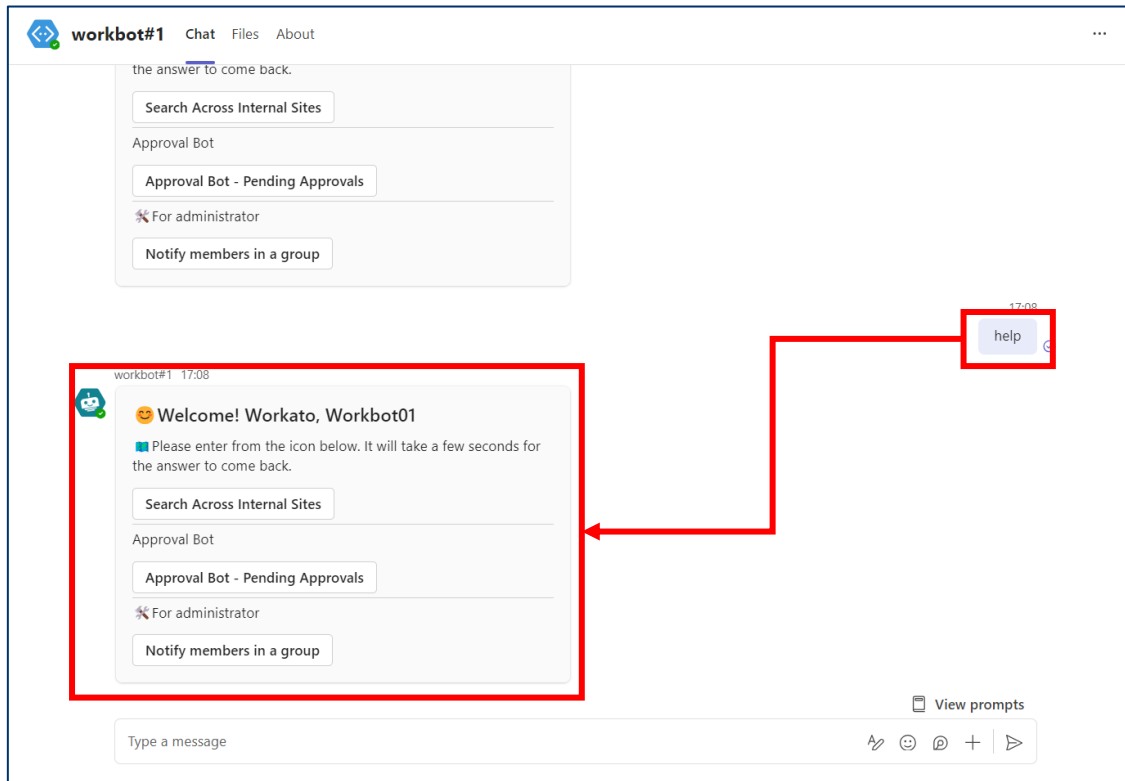 workbot#1 Chat Files About
the answer to come back.
Search Across Internal Sites
Approval Bot
Approval Bot - Pending Approvals
🛠️For administrator
Notify members in a group
17:08
help
workbot#1 17:08
😊Welcome! Workato, Workbot01
📖Please enter from the icon below. It will take a few seconds for
the answer to come back.
Search Across Internal Sites
Approval Bot
Approval Bot - Pending Approvals
🛠️For administrator
Notify members in a group
View prompts
Type a message